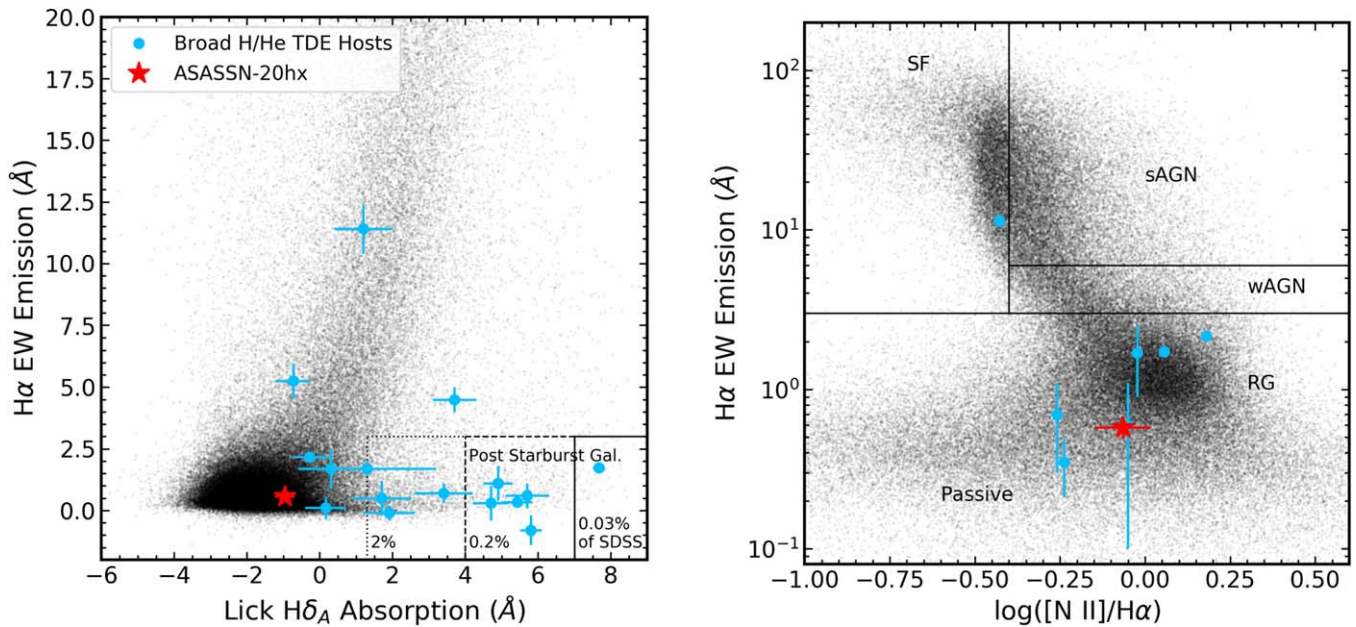 20.0
17.5
15.0
12.5
10.0
7.5
5.0
2.5
0.0
Hα EW Emission (Å)
Broad H/He TDE Hosts
ASASSN-20hx
Post Starburst Gal.
2%
0.2%
0.03%
of SDSS
−6 −4 −2 0 2 4 6 8
Lick Hδ_A Absorption (Å)
10² 
10¹
10⁰
10⁻¹
Hα EW Emission (Å)
SF
sAGN
wAGN
RG
Passive
−1.00 −0.75 −0.50 −0.25 0.00 0.25 0.50
log([N II]/Hα)